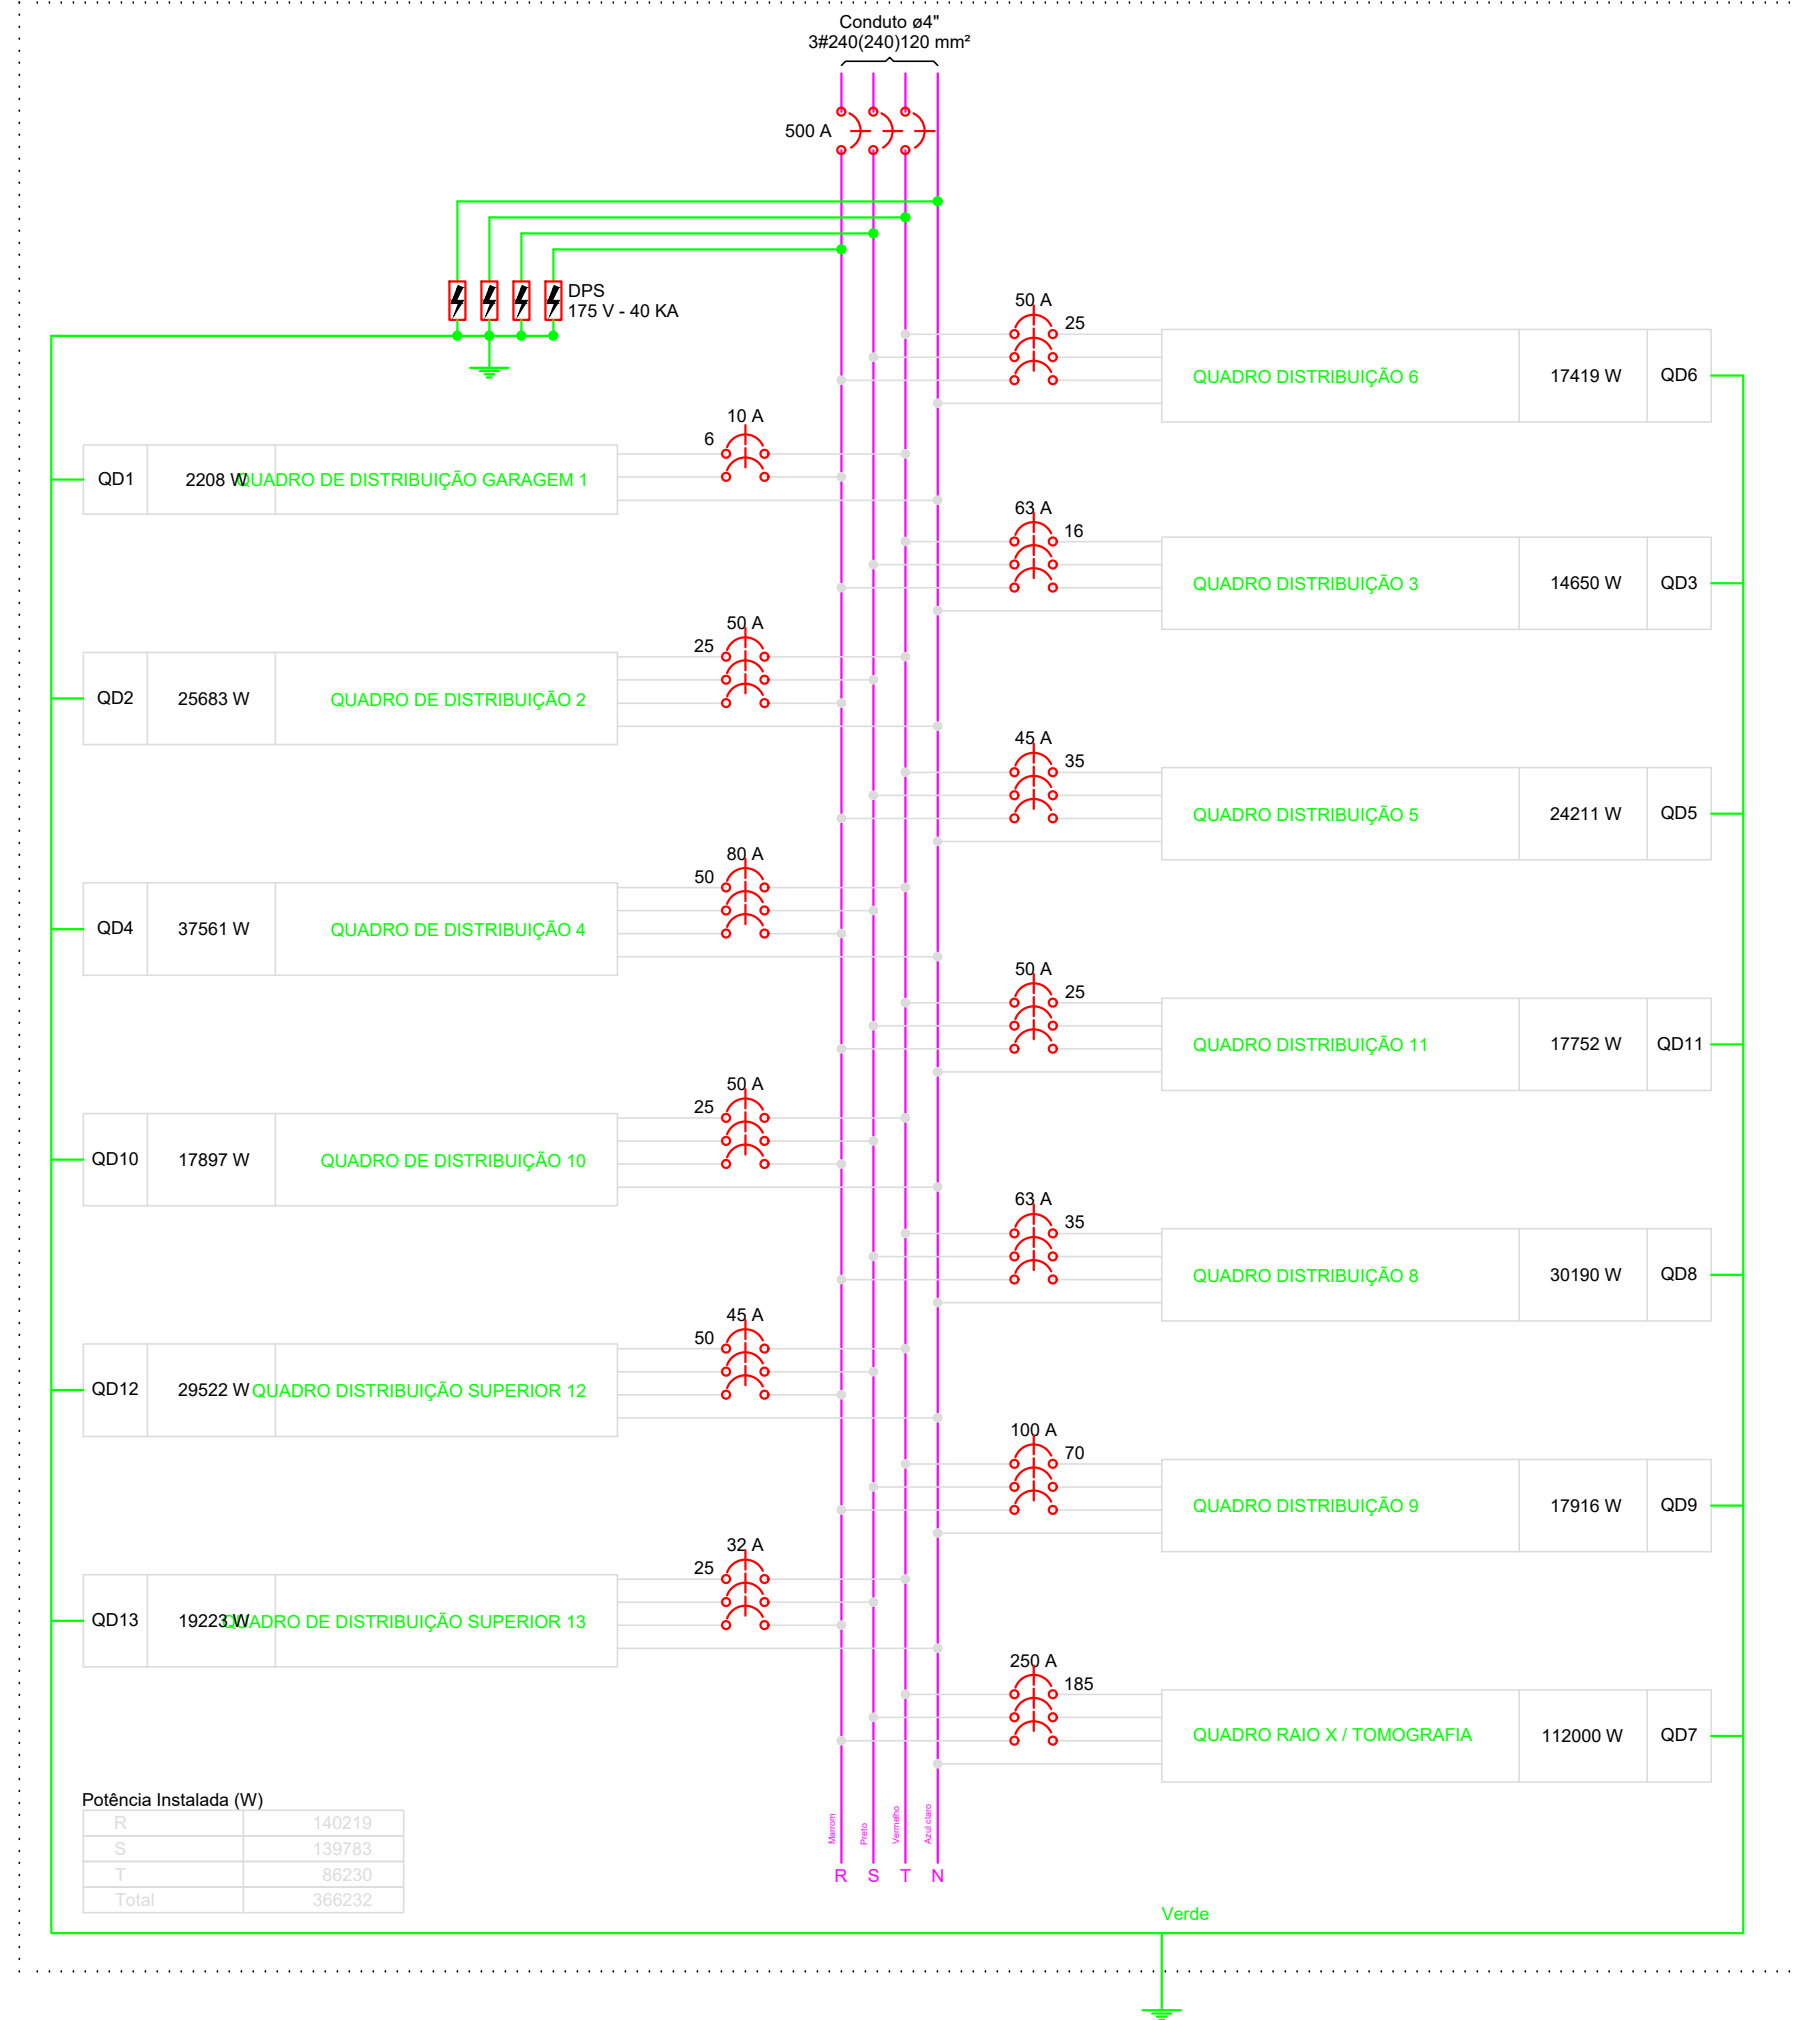 Conduto ø4"
3#240(240)120 mm²
500 A
DPS
175 V - 40 KA
50 A
25
QUADRO DISTRIBUIÇÃO 6
17419 W
QD6
10 A
6
QD1
2208 W
QUADRO DE DISTRIBUIÇÃO GARAGEM 1
63 A
16
QUADRO DISTRIBUIÇÃO 3
14650 W
QD3
50 A
25
QD2
25683 W
QUADRO DE DISTRIBUIÇÃO 2
45 A
35
QUADRO DISTRIBUIÇÃO 5
24211 W
QD5
80 A
50
QD4
37561 W
QUADRO DE DISTRIBUIÇÃO 4
50 A
25
QUADRO DISTRIBUIÇÃO 11
17752 W
QD11
50 A
25
QD10
17897 W
QUADRO DE DISTRIBUIÇÃO 10
63 A
35
QUADRO DISTRIBUIÇÃO 8
30190 W
QD8
45 A
50
QD12
29522 W
QUADRO DISTRIBUIÇÃO SUPERIOR 12
100 A
70
QUADRO DISTRIBUIÇÃO 9
17916 W
QD9
32 A
25
QD13
19223 W
QUADRO DE DISTRIBUIÇÃO SUPERIOR 13
250 A
185
QUADRO RAIO X / TOMOGRAFIA
112000 W
QD7
Potência Instalada (W)
R 140219
S 139783
T 86230
Total 366232
Marrom
Preto
Vermelho
Azul claro
R S T N
Verde